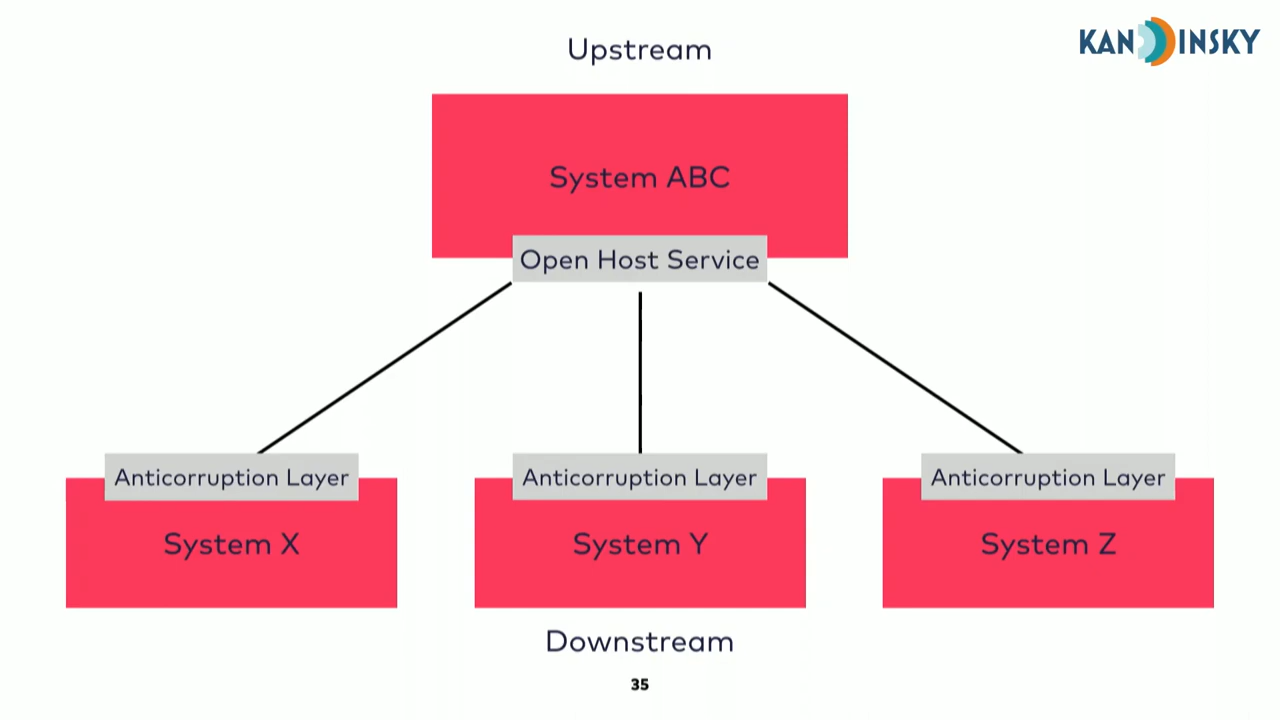 Upstream
KANDINSKY
System ABC
Open Host Service
Anticorruption Layer
Anticorruption Layer
Anticorruption Layer
System X
System Y
System Z
Downstream
35